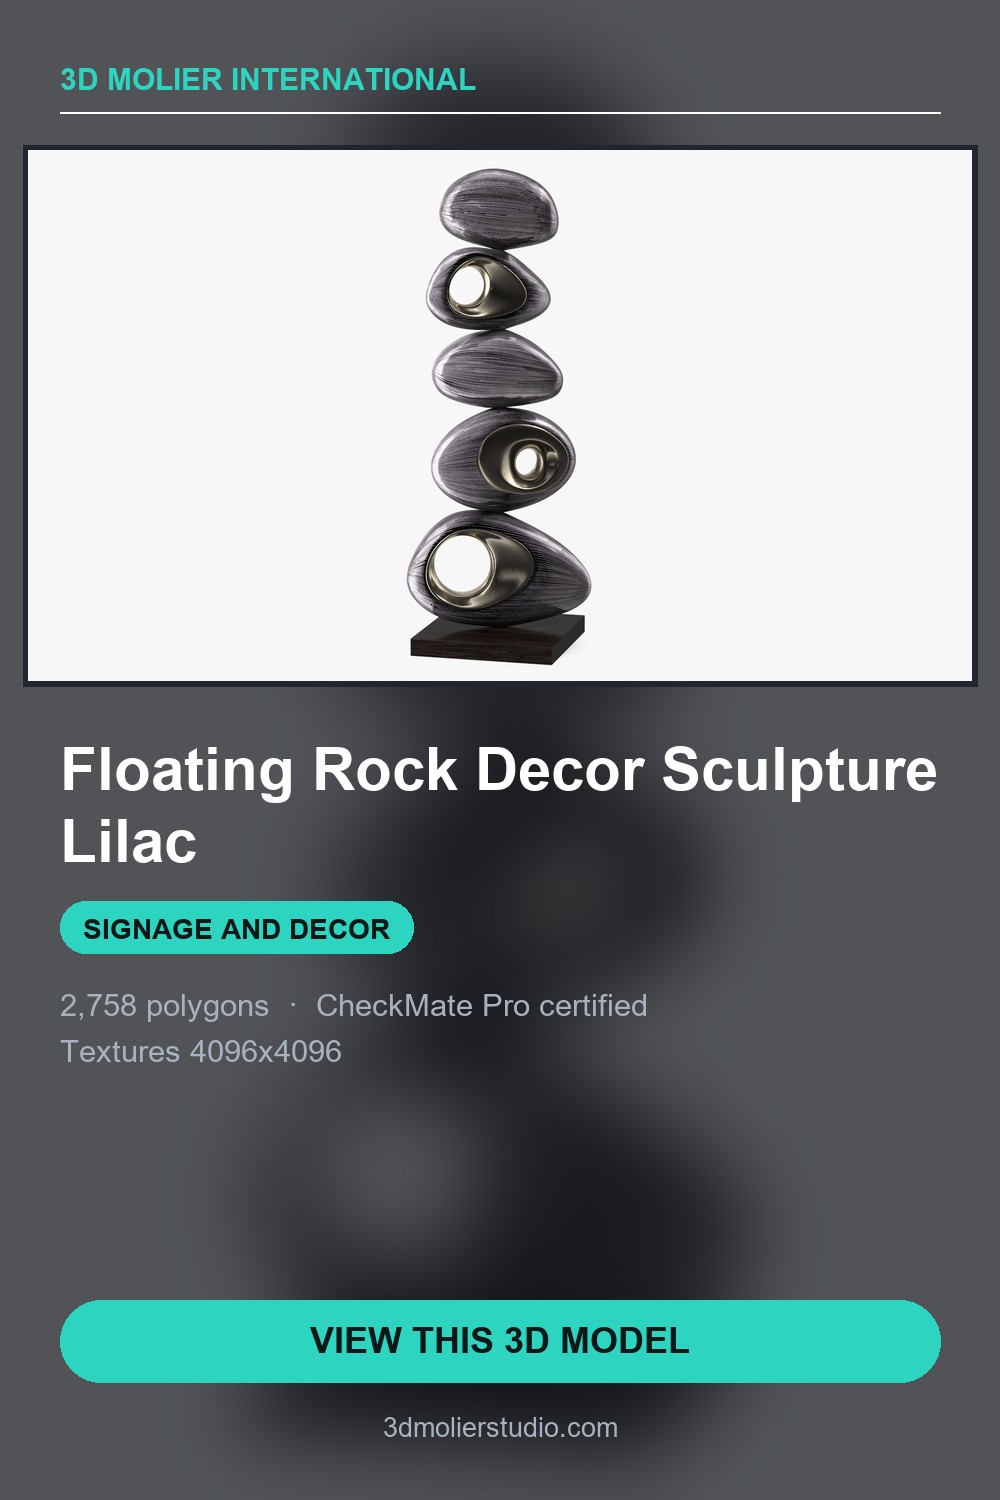 3D MOLIER INTERNATIONAL
Floating Rock Decor Sculpture
Lilac
SIGNAGE AND DECOR
2,758 polygons · CheckMate Pro certified
Textures 4096x4096
VIEW THIS 3D MODEL
3dmolierstudio.com